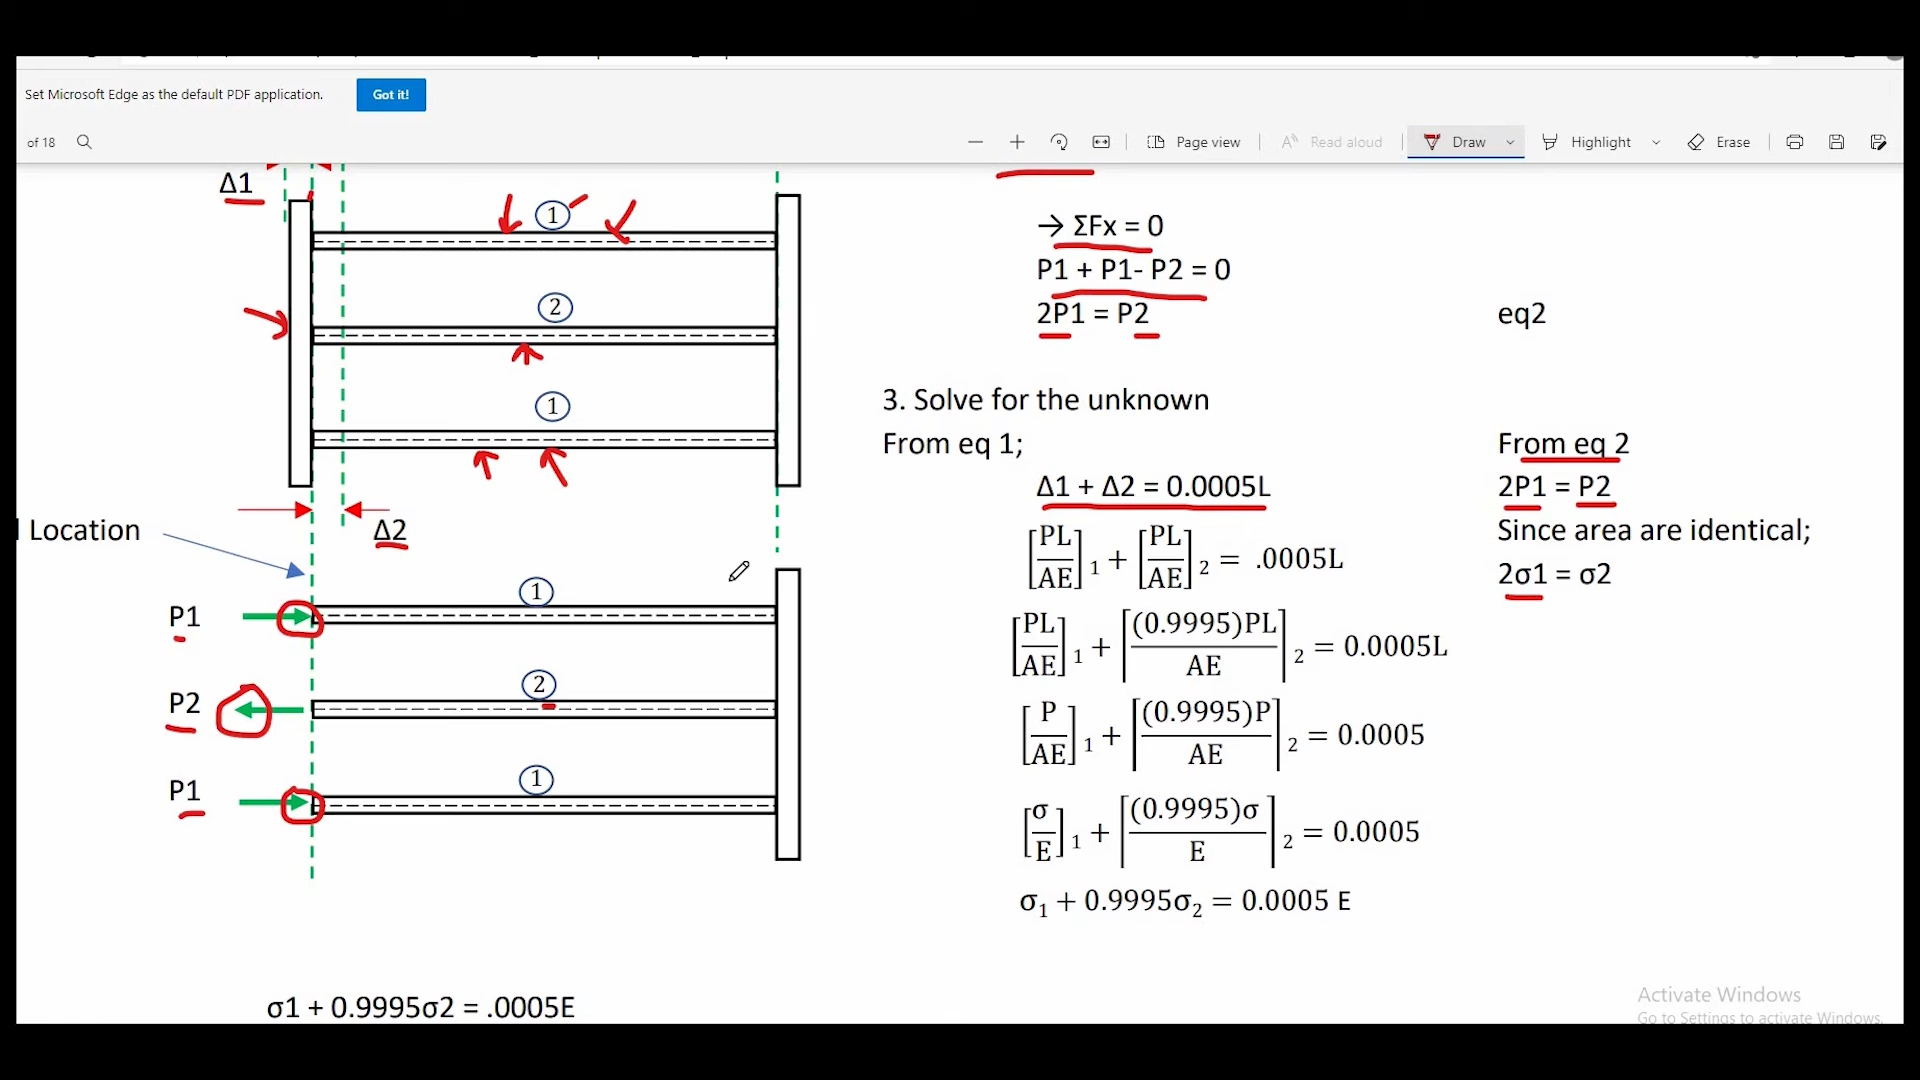 Set Microsoft Edge as the default PDF application. Got it!
of 18 Page view Read aloud Draw Highlight Erase
Δ1
1
2
1
Δ2
Location
P1
1
P2
2
P1
1
σ1 + 0.9995σ2 = .0005E
→ ΣFx = 0
P1 + P1- P2 = 0
2P1 = P2 eq2
3. Solve for the unknown
From eq 1;
Δ1 + Δ2 = 0.0005L
[PL/AE]₁ + [PL/AE]₂ = .0005L
[PL/AE]₁ + [(0.9995)PL/AE]₂ = 0.0005L
[P/AE]₁ + [(0.9995)P/AE]₂ = 0.0005
[σ/E]₁ + [(0.9995)σ/E]₂ = 0.0005
σ₁ + 0.9995σ₂ = 0.0005 E
From eq 2
2P1 = P2
Since area are identical;
2σ1 = σ2
Activate Windows
Go to Settings to activate Windows.